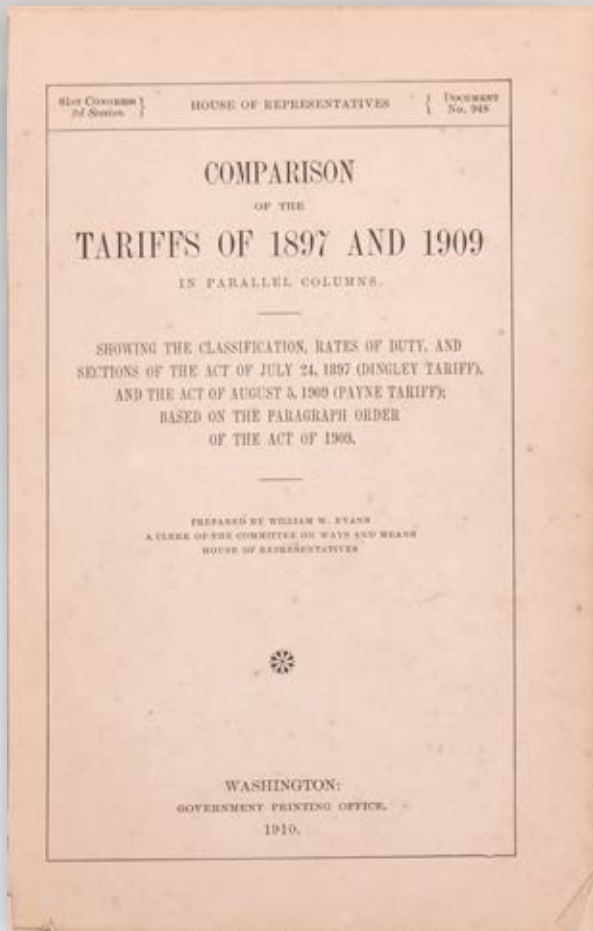 61ST CONGRESS
2d Session
HOUSE OF REPRESENTATIVES
DOCUMENT
No. 948
COMPARISON
OF THE
TARIFFS OF 1897 AND 1909
IN PARALLEL COLUMNS.
SHOWING THE CLASSIFICATION, RATES OF DUTY, AND
SECTIONS OF THE ACT OF JULY 24, 1897 (DINGLEY TARIFF),
AND THE ACT OF AUGUST 5, 1909 (PAYNE TARIFF);
BASED ON THE PARAGRAPH ORDER
OF THE ACT OF 1909.
PREPARED BY WILLIAM W. EVANS
A CLERK OF THE COMMITTEE ON WAYS AND MEANS
HOUSE OF REPRESENTATIVES
WASHINGTON:
GOVERNMENT PRINTING OFFICE.
1910.